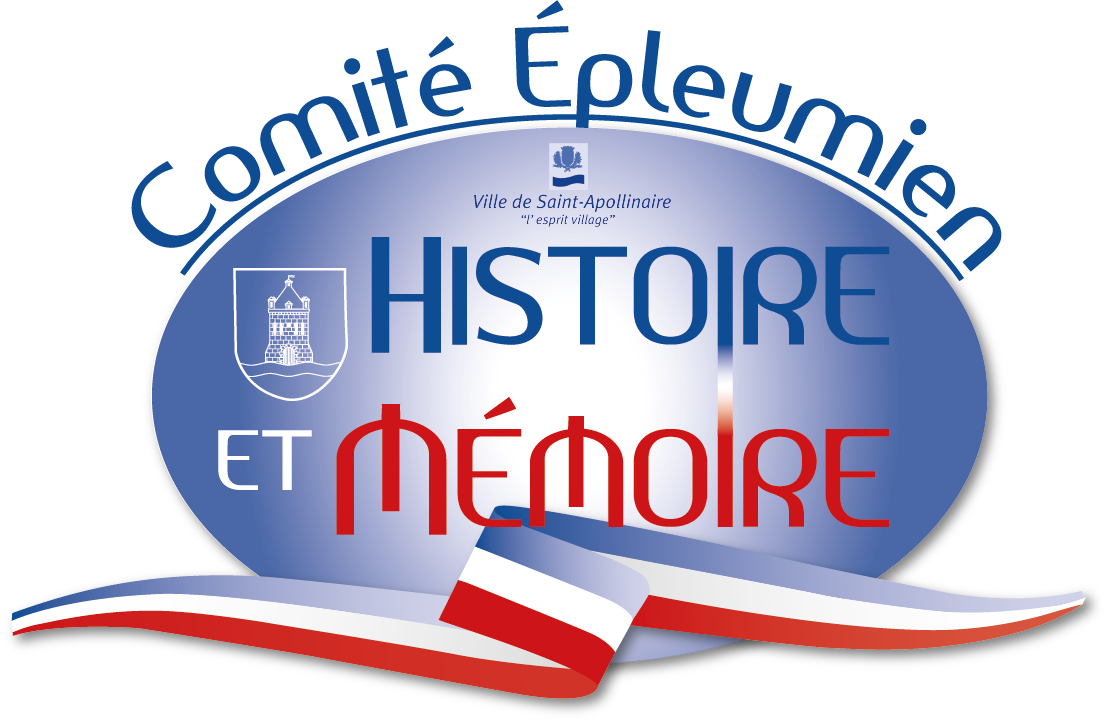 Comité Épleumien
Ville de Saint-Apollinaire
“l’ esprit village”
HISTOIRE
ET MÉMOIRE